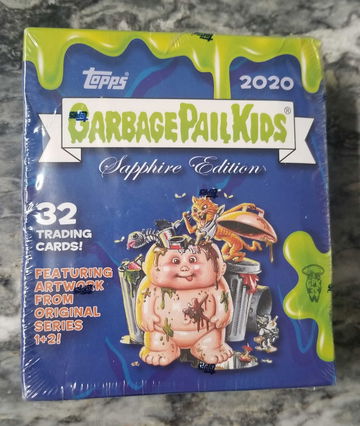 Topps
2020
GARBAGE PAIL KIDS®
Sapphire Edition
32
TRADING
CARDS!
FEATURING
ARTWORK
FROM
ORIGINAL
SERIES
1+2!